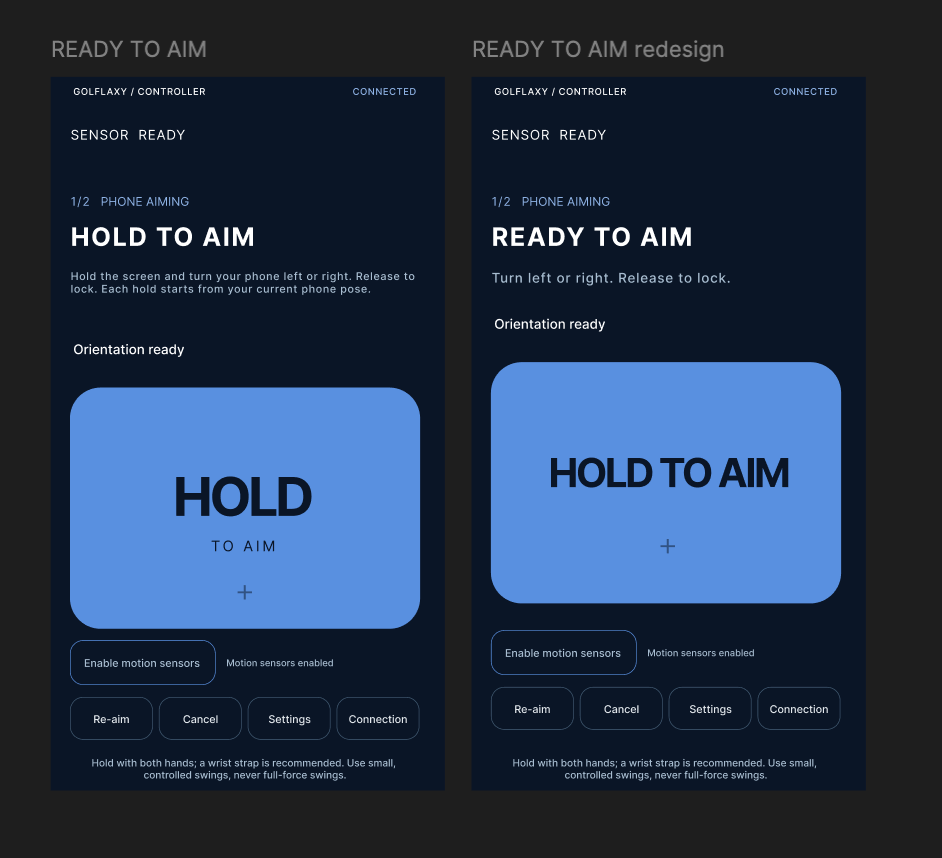 READY TO AIM
GOLFLAXY / CONTROLLER
CONNECTED
SENSOR READY
1/2 PHONE AIMING
HOLD TO AIM
Hold the screen and turn your phone left or right. Release to
lock. Each hold starts from your current phone pose.
Orientation ready
HOLD
TO AIM
+
Enable motion sensors
Motion sensors enabled
Re-aim
Cancel
Settings
Connection
Hold with both hands; a wrist strap is recommended. Use small,
controlled swings, never full-force swings.
READY TO AIM redesign
GOLFLAXY / CONTROLLER
CONNECTED
SENSOR READY
1/2 PHONE AIMING
READY TO AIM
Turn left or right. Release to lock.
Orientation ready
HOLD TO AIM
+
Enable motion sensors
Motion sensors enabled
Re-aim
Cancel
Settings
Connection
Hold with both hands; a wrist strap is recommended. Use small,
controlled swings, never full-force swings.